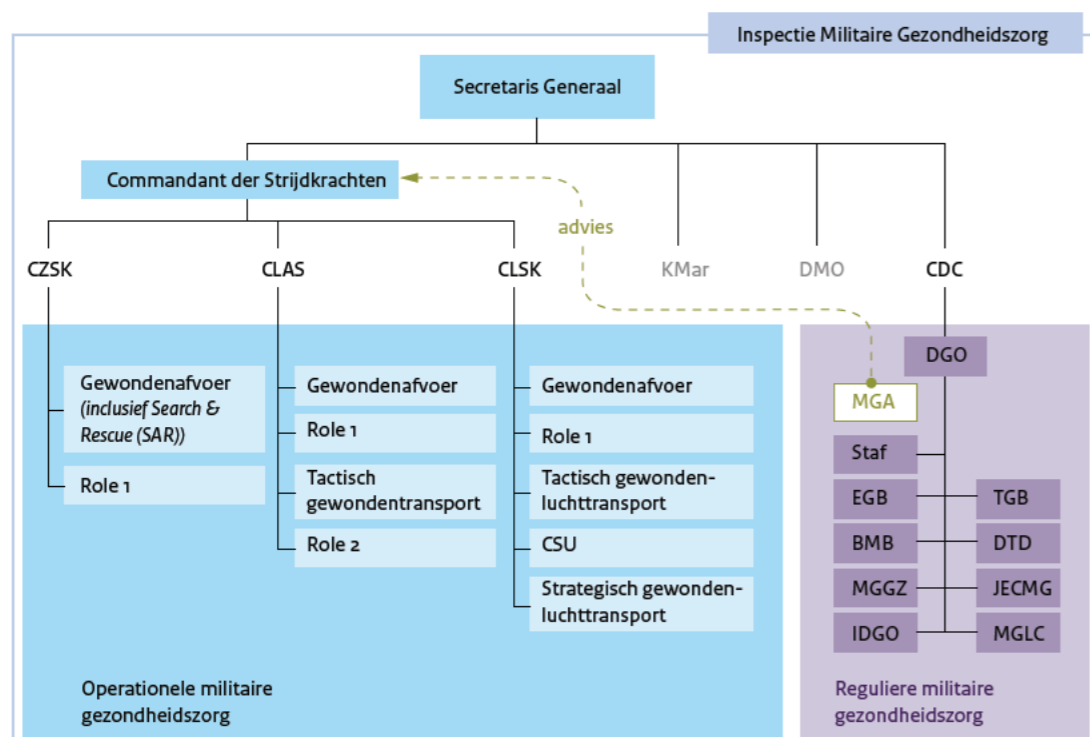 Inspectie Militaire Gezondheidszorg
Secretaris Generaal
Commandant der Strijdkrachten
advies
CZSK
CLAS
CLSK
KMar
DMO
CDC
Gewondenafvoer
(inclusief Search &
Rescue (SAR))
Role 1
Gewondenafvoer
Role 1
Tactisch
gewondentransport
Role 2
Gewondenafvoer
Role 1
Tactisch gewonden-
luchttransport
CSU
Strategisch gewonden-
luchttransport
Operationele militaire
gezondheidszorg
DGO
MGA
Staf
EGB
TGB
BMB
DTD
MGGZ
JECMG
IDGO
MGLC
Reguliere militaire
gezondheidszorg